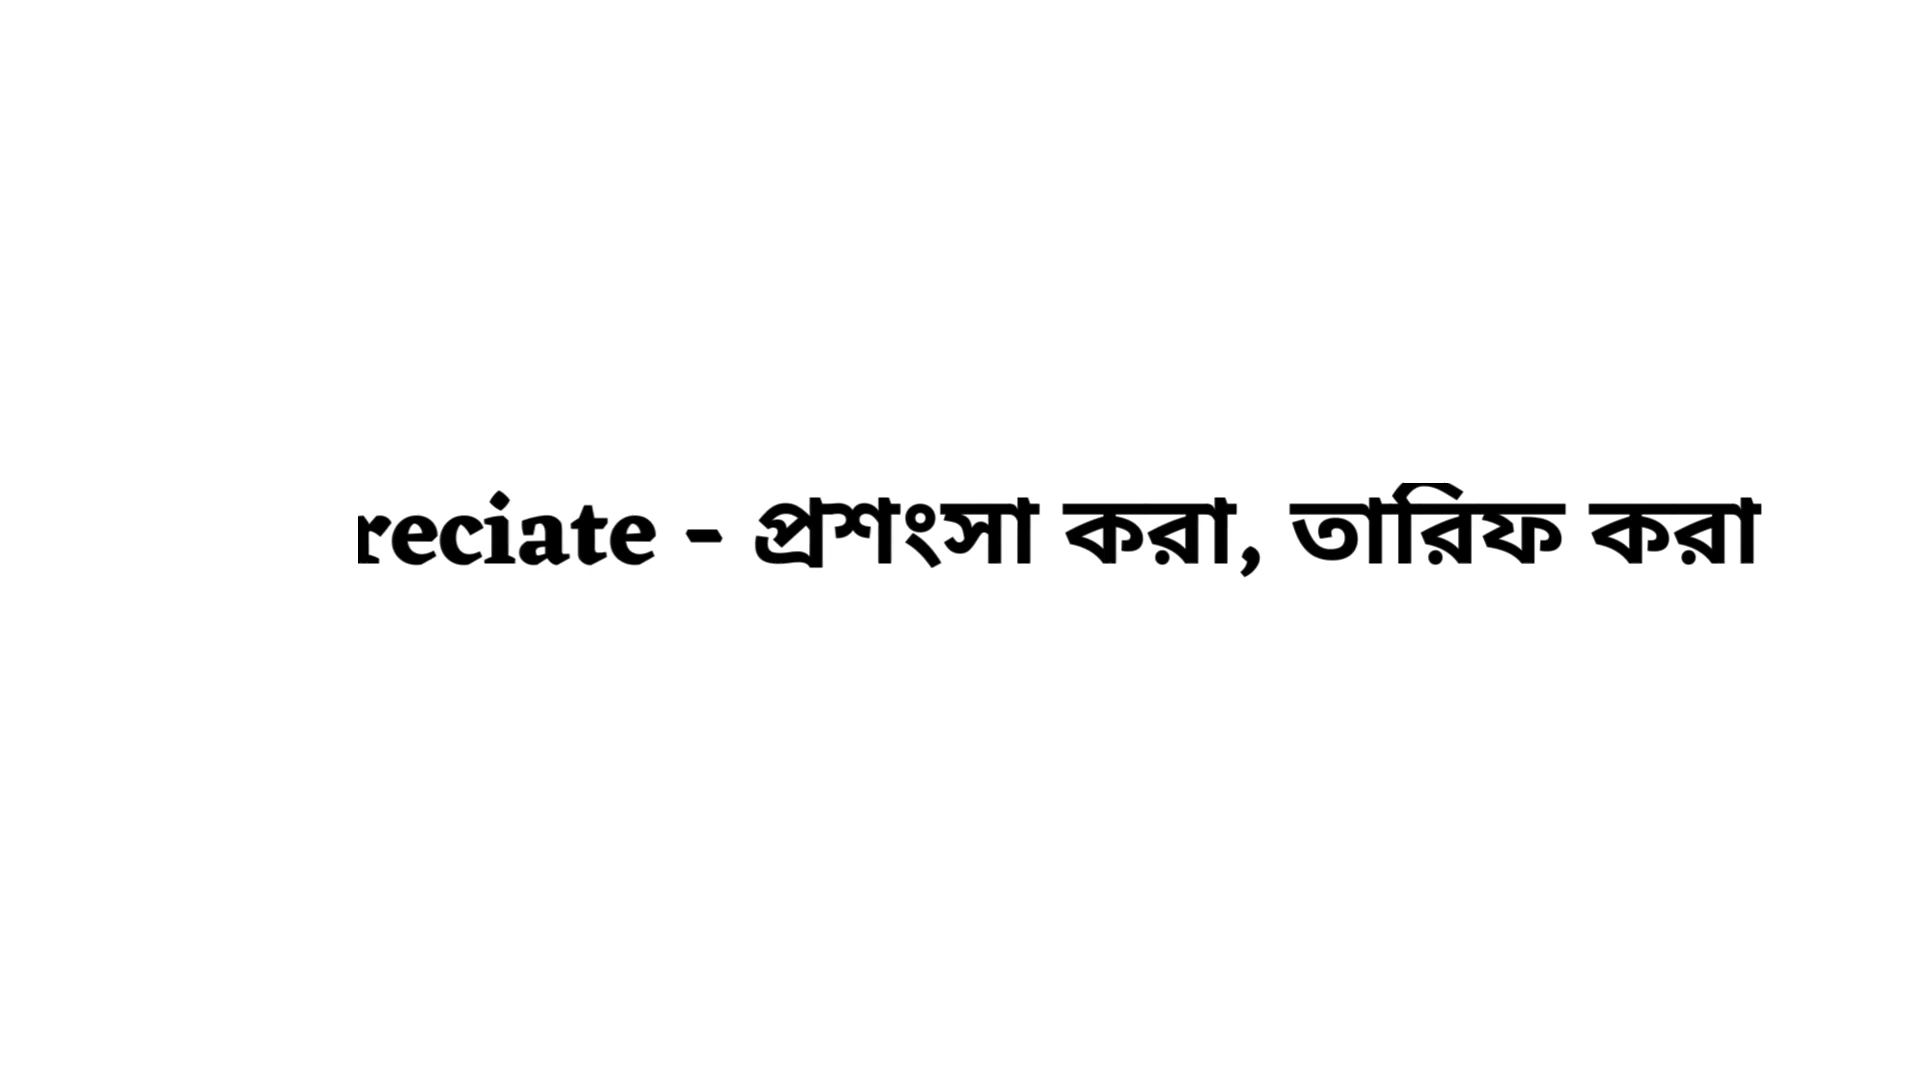 reciate - প্রশংসা করা, তারিফ করা